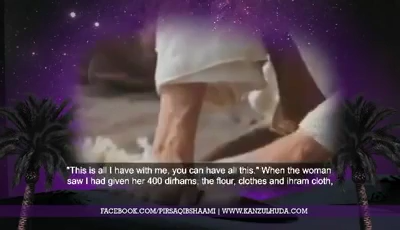 "This is all I have with me, you can have all this." When the woman
saw I had given her 400 dirhams, the flour, clothes and ihram cloth,
FACEBOOK.COM/PIRSAQIBSHAAMI | WWW.KANZULHUDA.COM